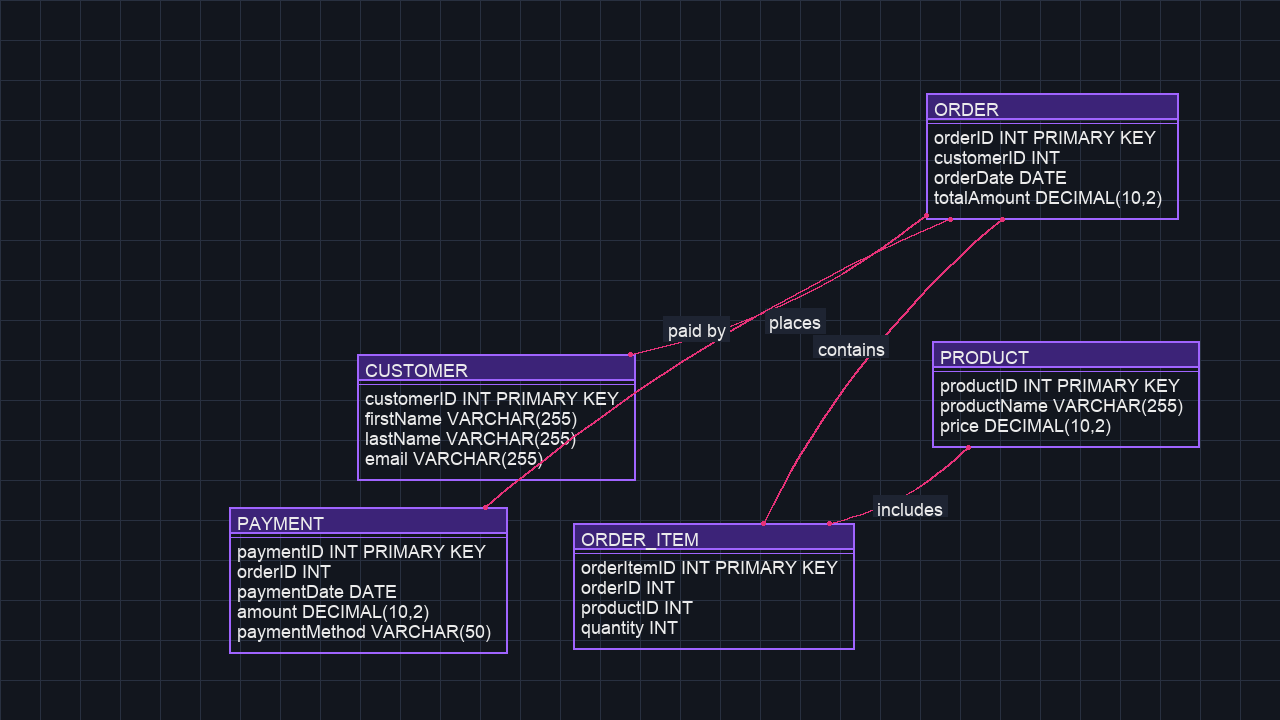 ORDER
orderID INT PRIMARY KEY
customerID INT
orderDate DATE
totalAmount DECIMAL(10,2)
paid by
places
contains
CUSTOMER
customerID INT PRIMARY KEY
firstName VARCHAR(255)
lastName VARCHAR(255)
email VARCHAR(255)
PRODUCT
productID INT PRIMARY KEY
productName VARCHAR(255)
price DECIMAL(10,2)
includes
PAYMENT
paymentID INT PRIMARY KEY
orderID INT
paymentDate DATE
amount DECIMAL(10,2)
paymentMethod VARCHAR(50)
ORDER_ITEM
orderItemID INT PRIMARY KEY
orderID INT
productID INT
quantity INT